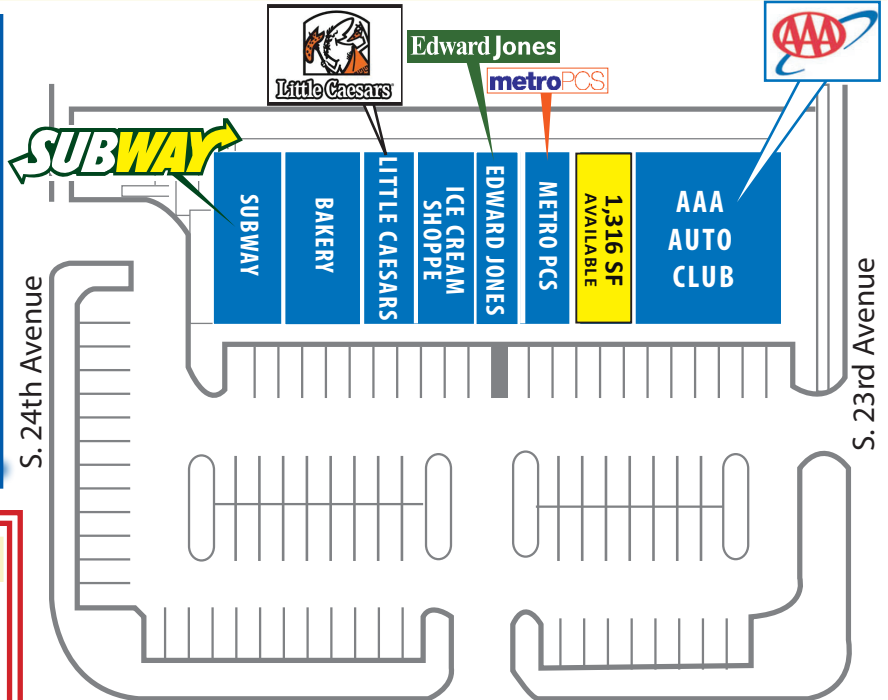 Little Caesars
Edward Jones
metroPCS
AAA
SUBWAY
SUBWAY
BAKERY
LITTLE CAESARS
ICE CREAM
SHOPPE
EDWARD JONES
METRO PCS
1,316 SF
AVAILABLE
AAA
AUTO
CLUB
S. 24th Avenue
S. 23rd Avenue